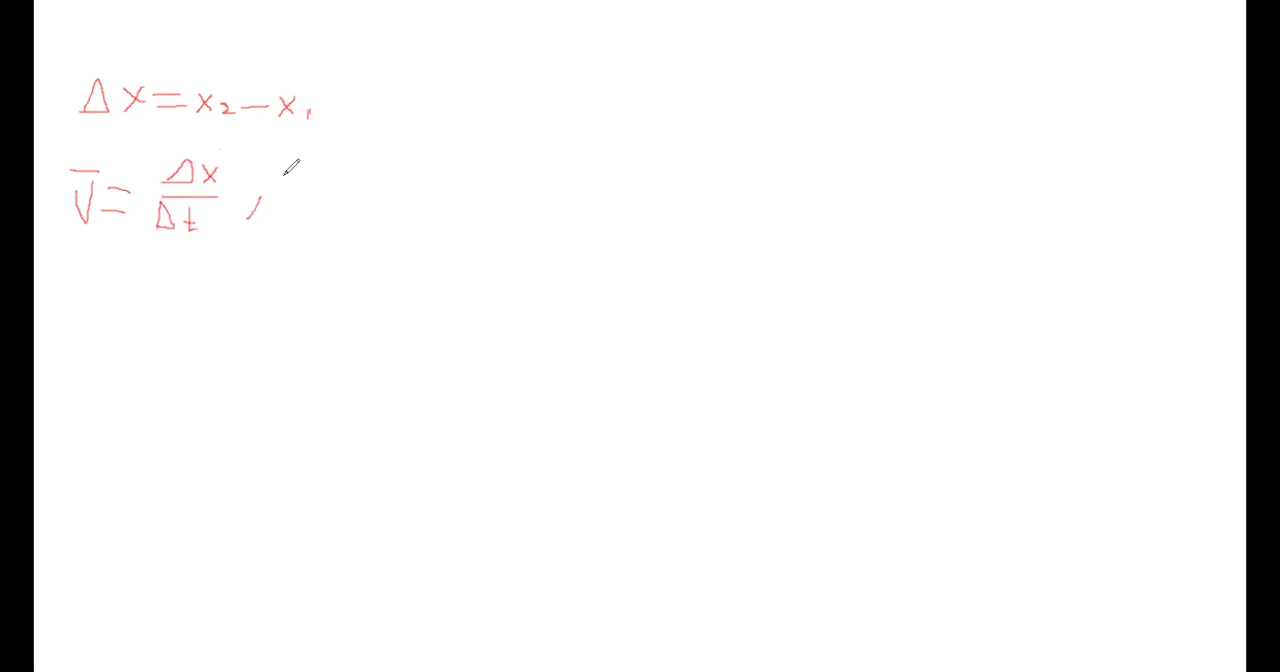 Δx = x₂ - x₁
v̅ = Δx/Δt ,